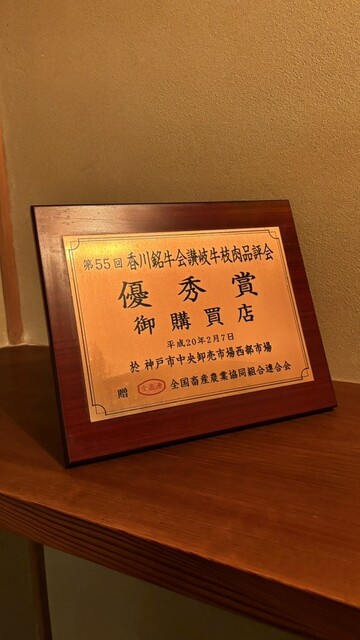 第55回 香川銘牛会讃岐牛枝肉品評会
優秀賞
御購買店
平成20年2月7日
於 神戸市中央卸売市場西部市場
贈 全国畜産農業協同組合連合会